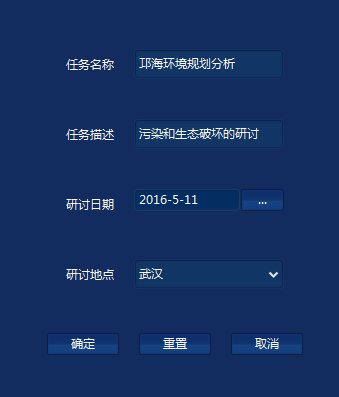 任务名称 邛海环境规划分析
任务描述 污染和生态破坏的研讨
研讨日期 2016-5-11 ...
研讨地点 武汉
确定 重置 取消